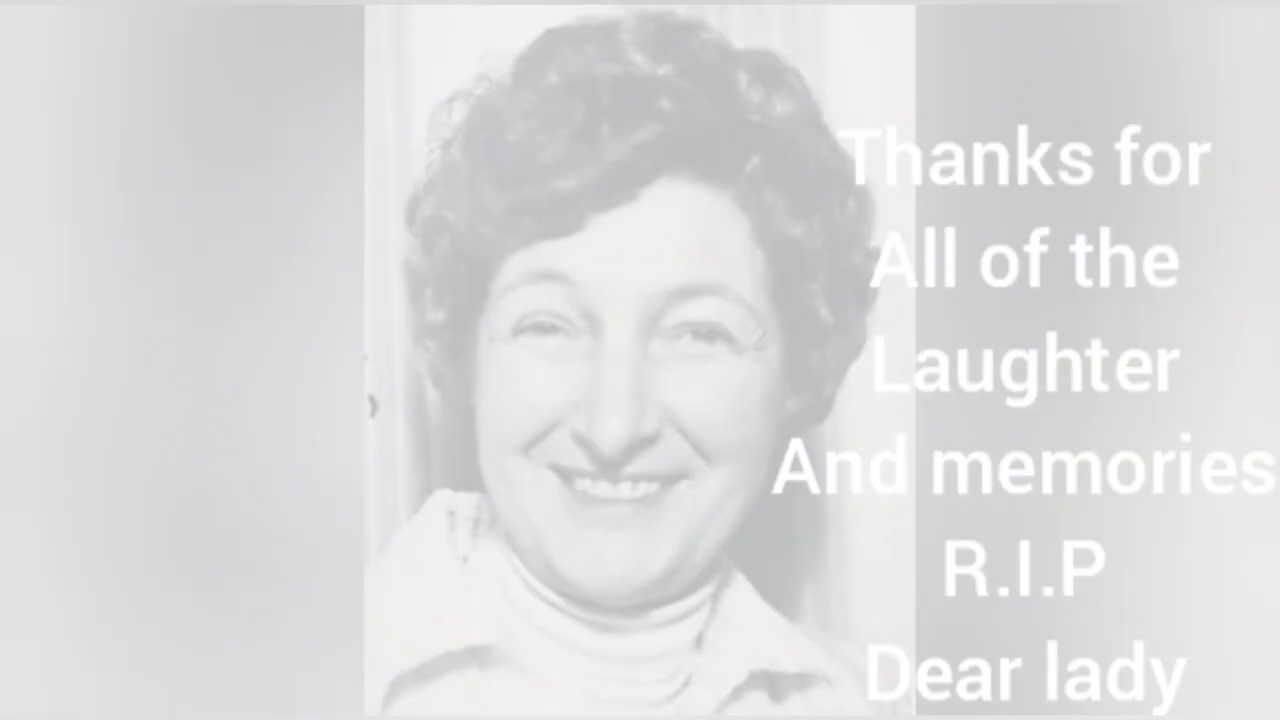 Thanks for
All of the
Laughter
And memories
R.I.P
Dear lady